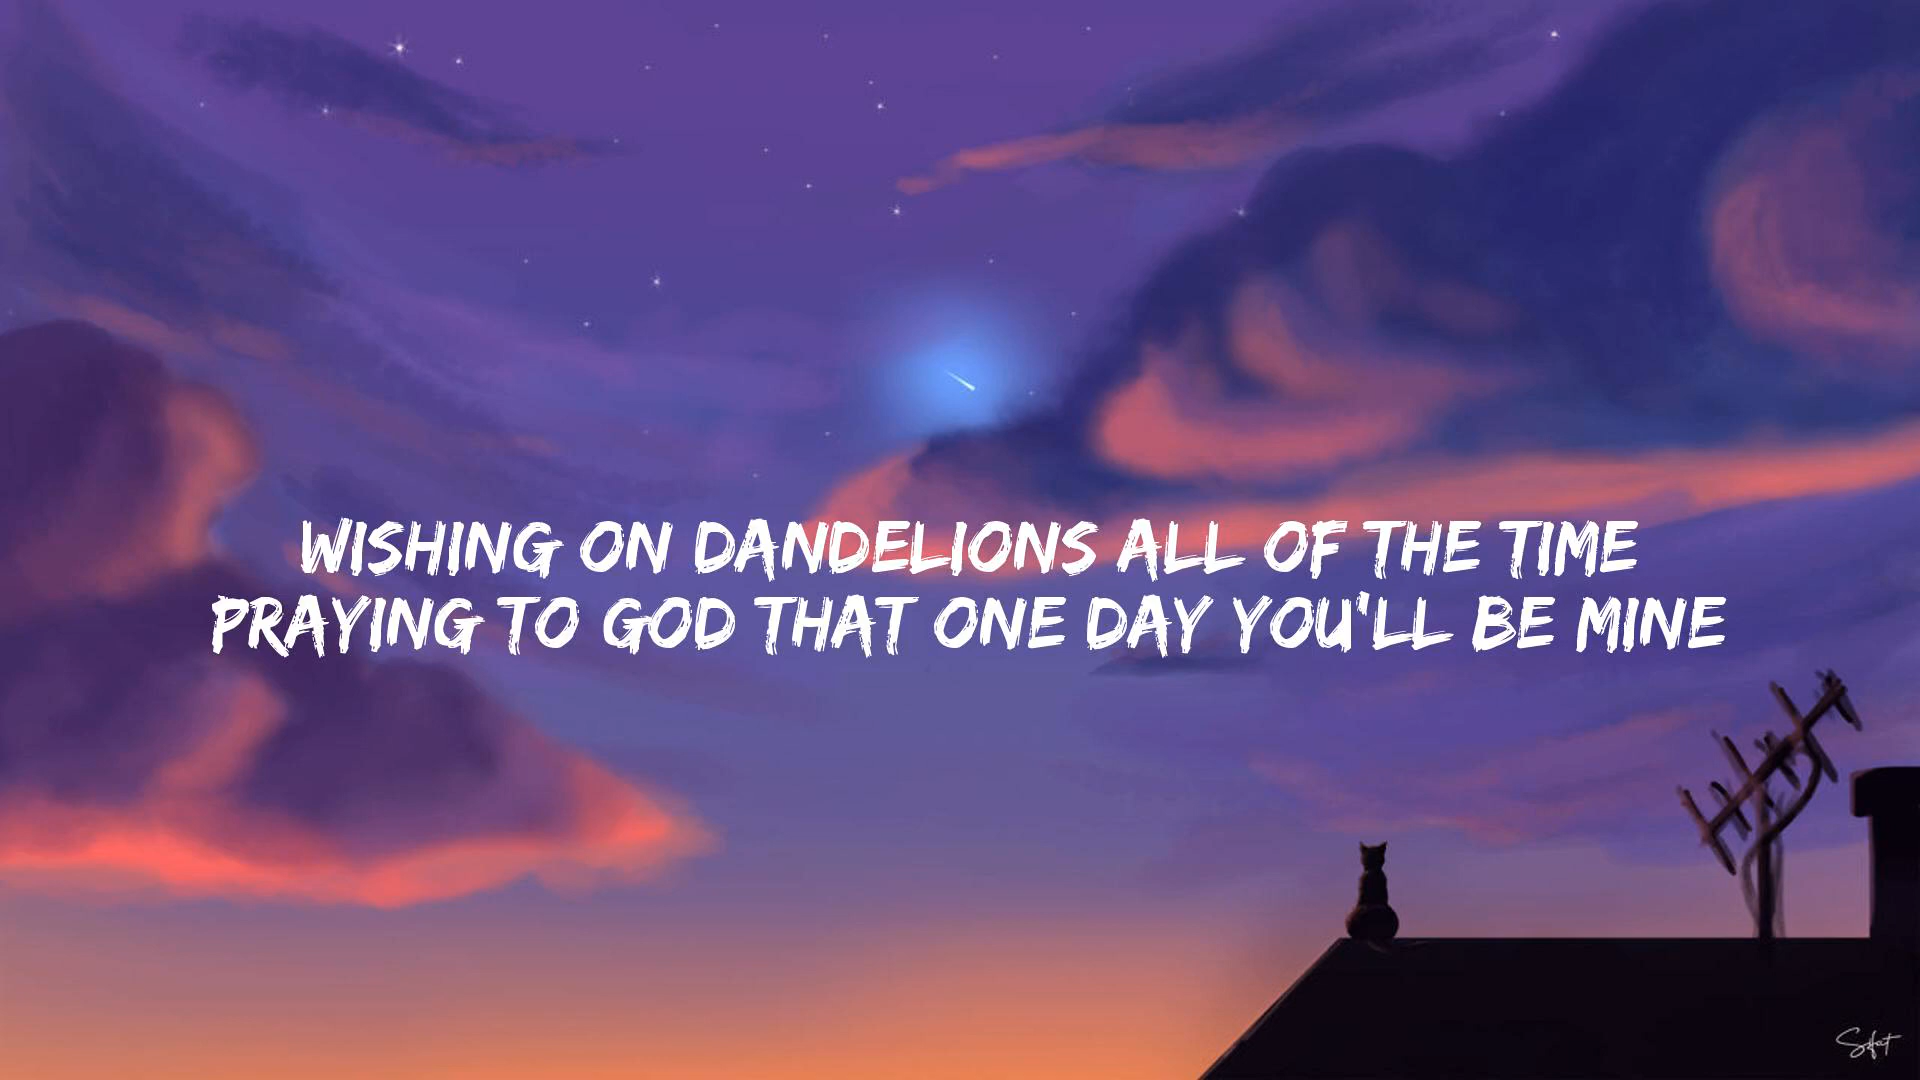 WISHING ON DANDELIONS ALL OF THE TIME
PRAYING TO GOD THAT ONE DAY YOU'LL BE MINE